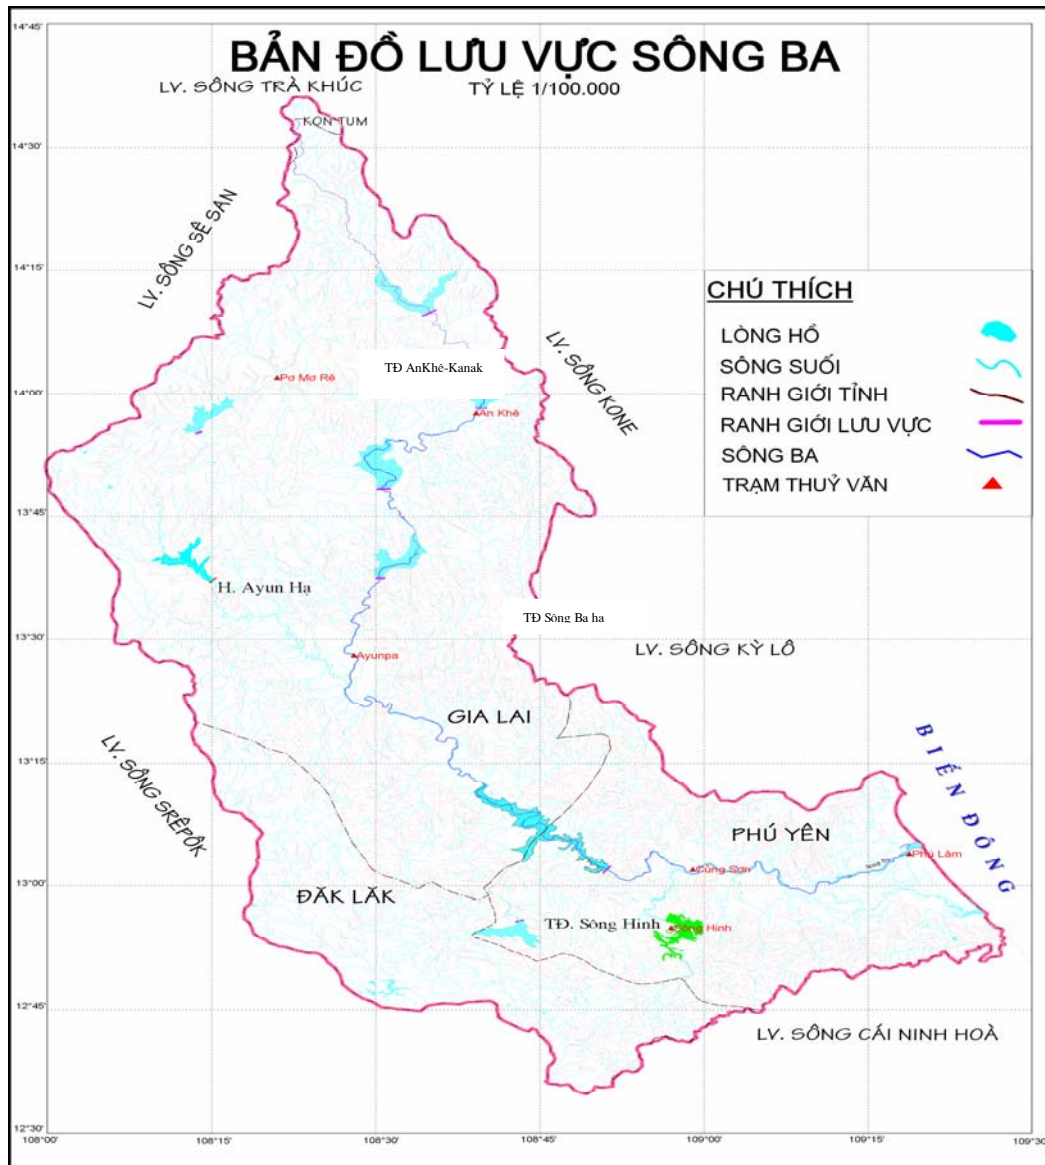 BẢN ĐỒ LƯU VỰC SÔNG BA
TỶ LỆ 1/100.000
LV. SÔNG TRÀ KHÚC
KON TUM
LV. SÔNG SÊ SAN
LV. SÔNG KONE
TĐ AnKhê-Kanak
Pơ Mơ Rê
An Khê
CHÚ THÍCH
LÒNG HỒ
SÔNG SUỐI
RANH GIỚI TỈNH
RANH GIỚI LƯU VỰC
SÔNG BA
TRẠM THUỶ VĂN
H. Ayun Hạ
TĐ Sông Ba hạ
LV. SÔNG KỲ LÔ
Ayunpa
GIA LAI
LV. SÔNG SRÊPÔK
BIỂN ĐÔNG
PHÚ YÊN
Phú Lâm
Củng Sơn
ĐĂK LĂK
TĐ. Sông Hinh
Sông Hinh
LV. SÔNG CÁI NINH HOÀ
14°45'
14°30'
14°15'
14°00'
13°45'
13°30'
13°15'
13°00'
12°45'
12°30'
108°00'
108°15'
108°30'
108°45'
109°00'
109°15'
109°30'